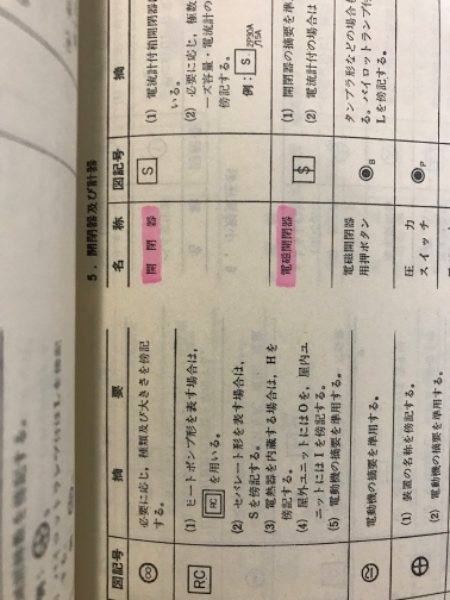 図記号 摘 要
必要に応じ，種類及び大きさを傍記
する。
RC
(1) ヒートポンプ形を表す場合は，
RC を用いる。
(2) セパレート形を表す場合は，
Sを傍記する。
(3) 電熱器を内蔵する場合は，Hを
傍記する。
(4) 屋外ユニットにはOを，屋内ユ
ニットにはIを傍記する。
(5) 電動機の摘要を準用する。
電動機の摘要を準用する。
(1) 装置の名称を傍記する。
(2) 電動機の摘要を準用する。
5．開閉器及び計器
名 称 図記号 摘
開 閉 器 S
(1) 電流計付箱開閉器
いる。
(2) 必要に応じ，極数
ーズ容量・電流計の
傍記する。
例： S 2P30A
電磁開閉器 S
(1) 開閉器の摘要を準
(2) 電流計付の場合は
電磁開閉器
用押ボタン
B
タンブラ形などの場合
る。パイロットランプ
Lを傍記する。
圧 力
スイッチ
P